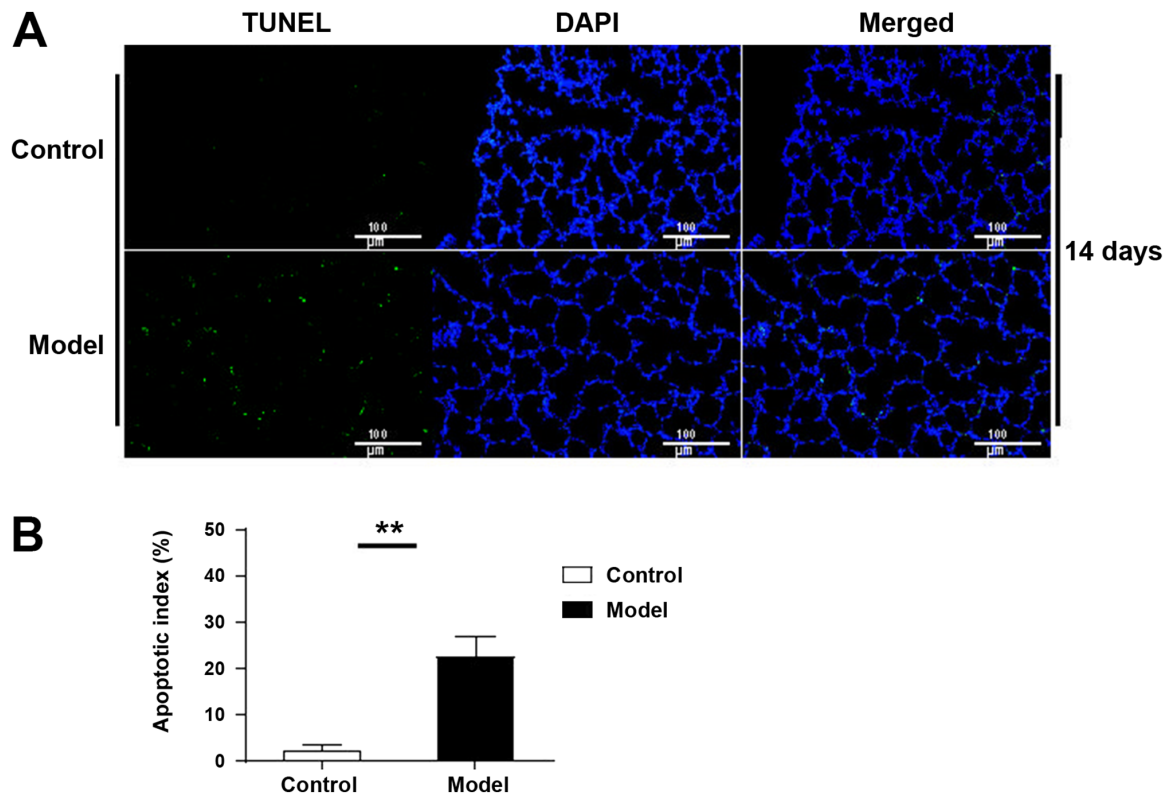 A
TUNEL DAPI Merged
Control
100
µm
100
µm
100
µm
14 days
Model
100
µm
100
µm
100
µm
B
Apoptotic index (%)
50
40
30
20
10
0
**
Control
Model
Control Model